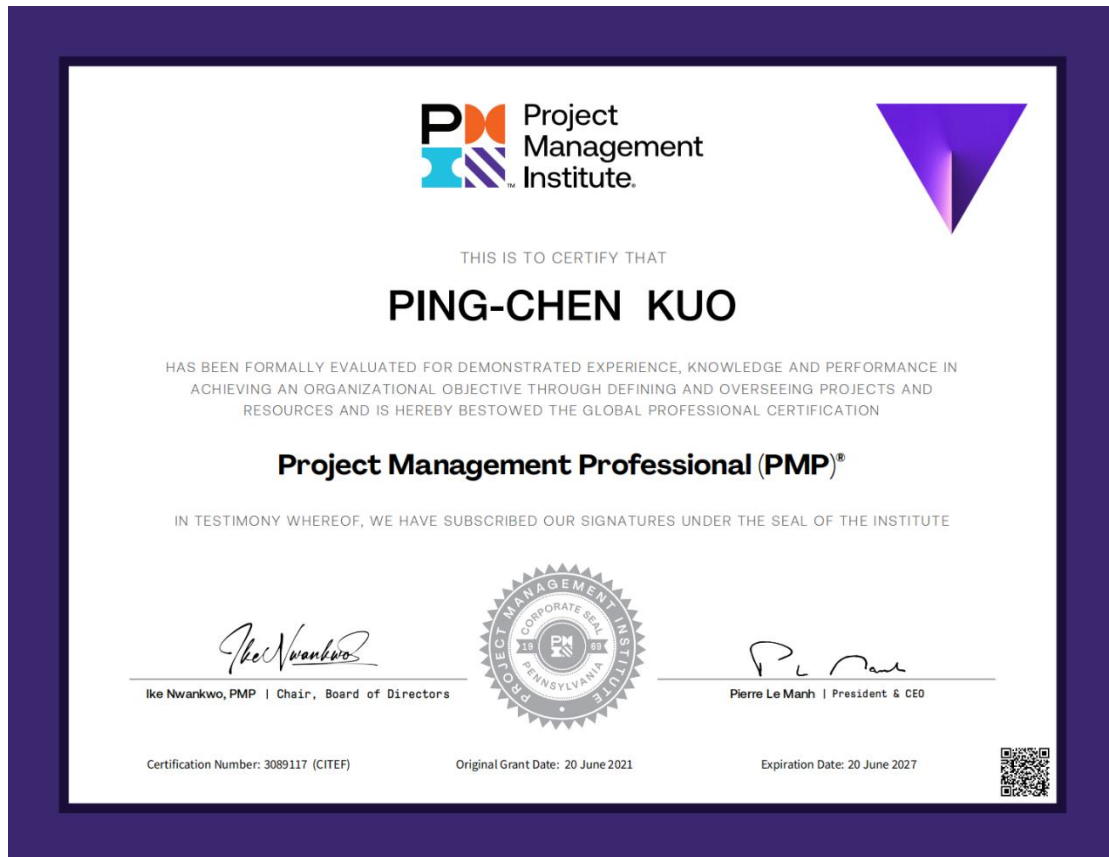 PM
Project
Management
Institute.
THIS IS TO CERTIFY THAT
PING-CHEN KUO
HAS BEEN FORMALLY EVALUATED FOR DEMONSTRATED EXPERIENCE, KNOWLEDGE AND PERFORMANCE IN
ACHIEVING AN ORGANIZATIONAL OBJECTIVE THROUGH DEFINING AND OVERSEEING PROJECTS AND
RESOURCES AND IS HEREBY BESTOWED THE GLOBAL PROFESSIONAL CERTIFICATION
Project Management Professional (PMP)®
IN TESTIMONY WHEREOF, WE HAVE SUBSCRIBED OUR SIGNATURES UNDER THE SEAL OF THE INSTITUTE
PROJECT MANAGEMENT INSTITUTE
CORPORATE SEAL
19 69
PENNSYLVANIA
Ike Nwankwo
Ike Nwankwo, PMP | Chair, Board of Directors
Pierre Le Manh | President & CEO
Certification Number: 3089117 (CITEF)
Original Grant Date: 20 June 2021
Expiration Date: 20 June 2027